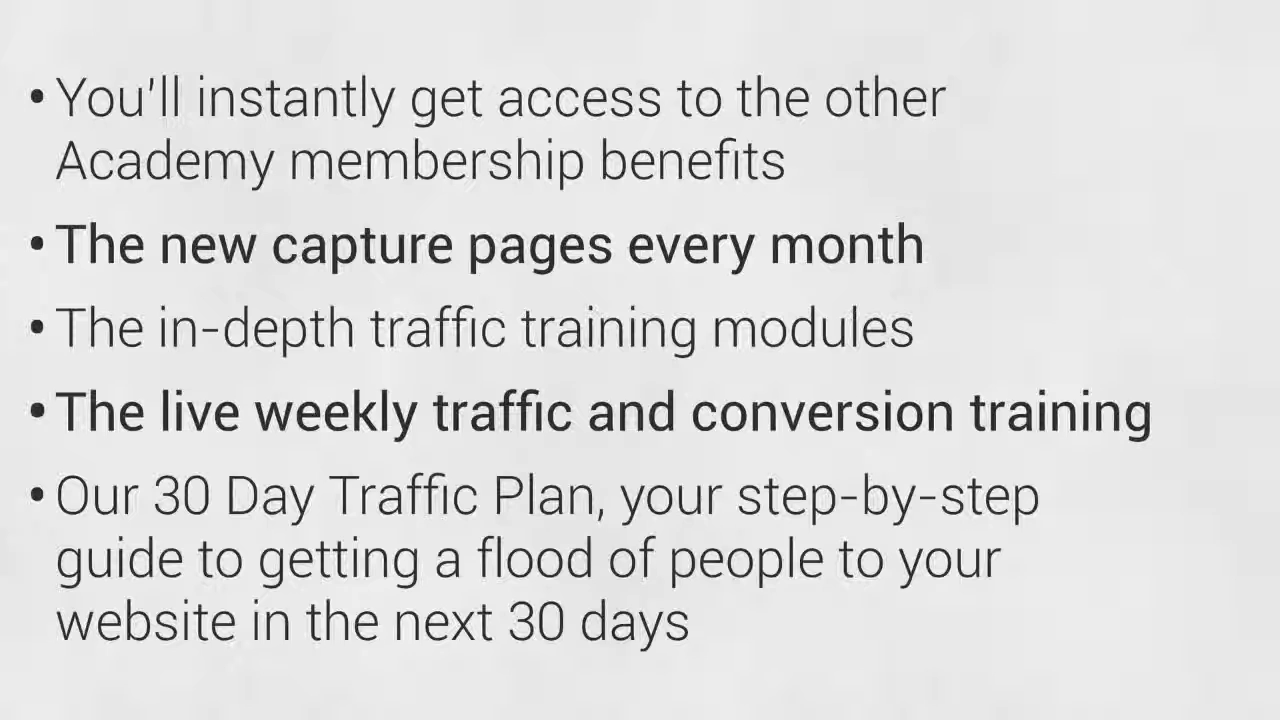 • You'll instantly get access to the other
Academy membership benefits
• The new capture pages every month
• The in-depth traffic training modules
• The live weekly traffic and conversion training
• Our 30 Day Traffic Plan, your step-by-step
guide to getting a flood of people to your
website in the next 30 days